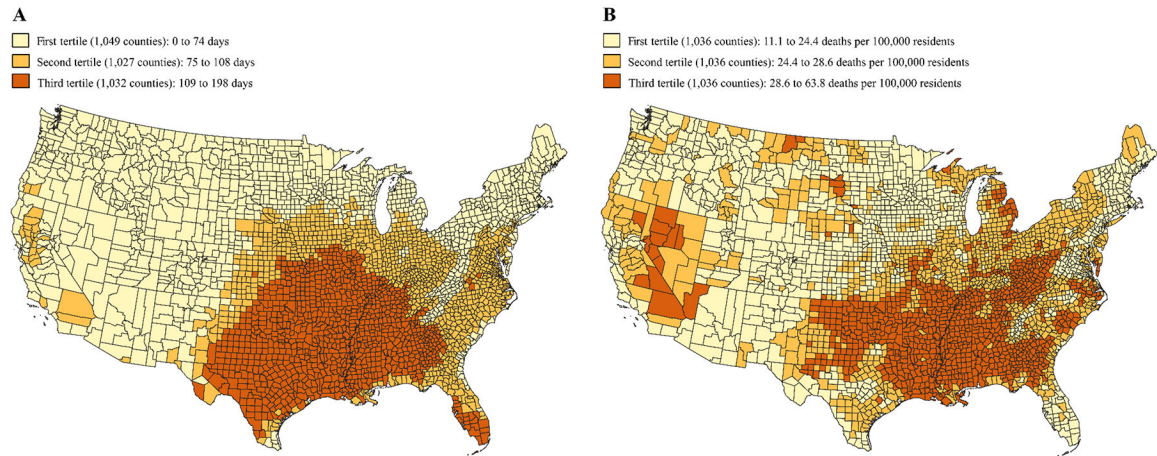 A
First tertile (1,049 counties): 0 to 74 days
Second tertile (1,027 counties): 75 to 108 days
Third tertile (1,032 counties): 109 to 198 days
B
First tertile (1,036 counties): 11.1 to 24.4 deaths per 100,000 residents
Second tertile (1,036 counties): 24.4 to 28.6 deaths per 100,000 residents
Third tertile (1,036 counties): 28.6 to 63.8 deaths per 100,000 residents